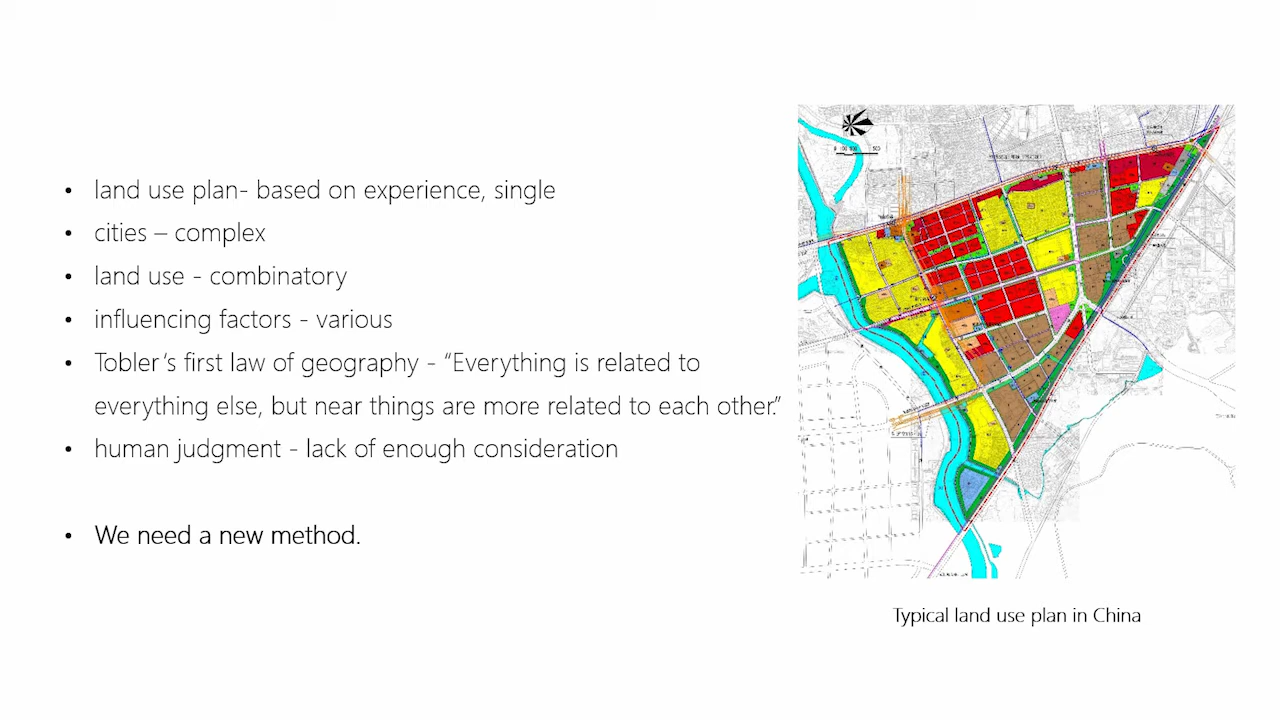 • land use plan- based on experience, single
• cities – complex
• land use - combinatory
• influencing factors - various
• Tobler‘s first law of geography - “Everything is related to
everything else, but near things are more related to each other.”
• human judgment - lack of enough consideration
• We need a new method.
Typical land use plan in China